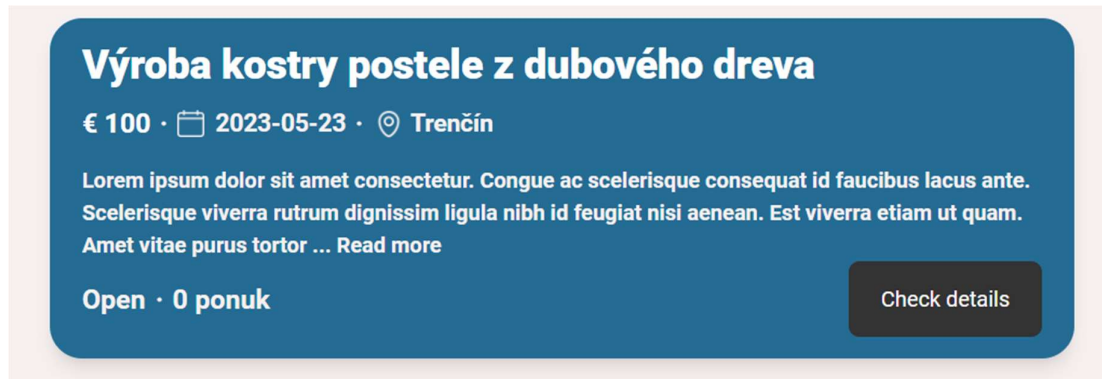 Výroba kostry postele z dubového dreva
€ 100 · 2023-05-23 · Trenčín
Lorem ipsum dolor sit amet consectetur. Congue ac scelerisque consequat id faucibus lacus ante.
Scelerisque viverra rutrum dignissim ligula nibh id feugiat nisi aenean. Est viverra etiam ut quam.
Amet vitae purus tortor ... Read more
Open · 0 ponuk
Check details